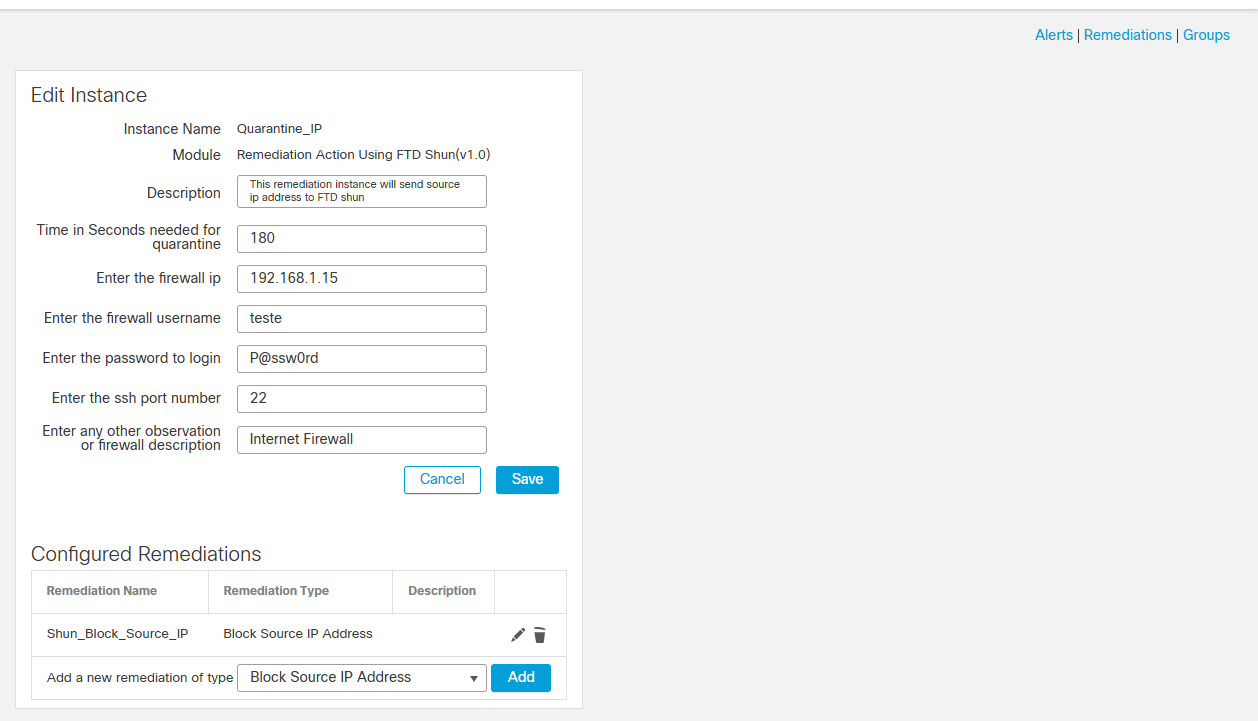 Alerts | Remediations | Groups
Edit Instance
Instance Name Quarantine_IP
Module Remediation Action Using FTD Shun(v1.0)
Description This remediation instance will send source
ip address to FTD shun
Time in Seconds needed for
quarantine 180
Enter the firewall ip 192.168.1.15
Enter the firewall username teste
Enter the password to login P@ssw0rd
Enter the ssh port number 22
Enter any other observation
or firewall description Internet Firewall
Cancel Save
Configured Remediations
Remediation Name Remediation Type Description
Shun_Block_Source_IP Block Source IP Address
Add a new remediation of type Block Source IP Address Add